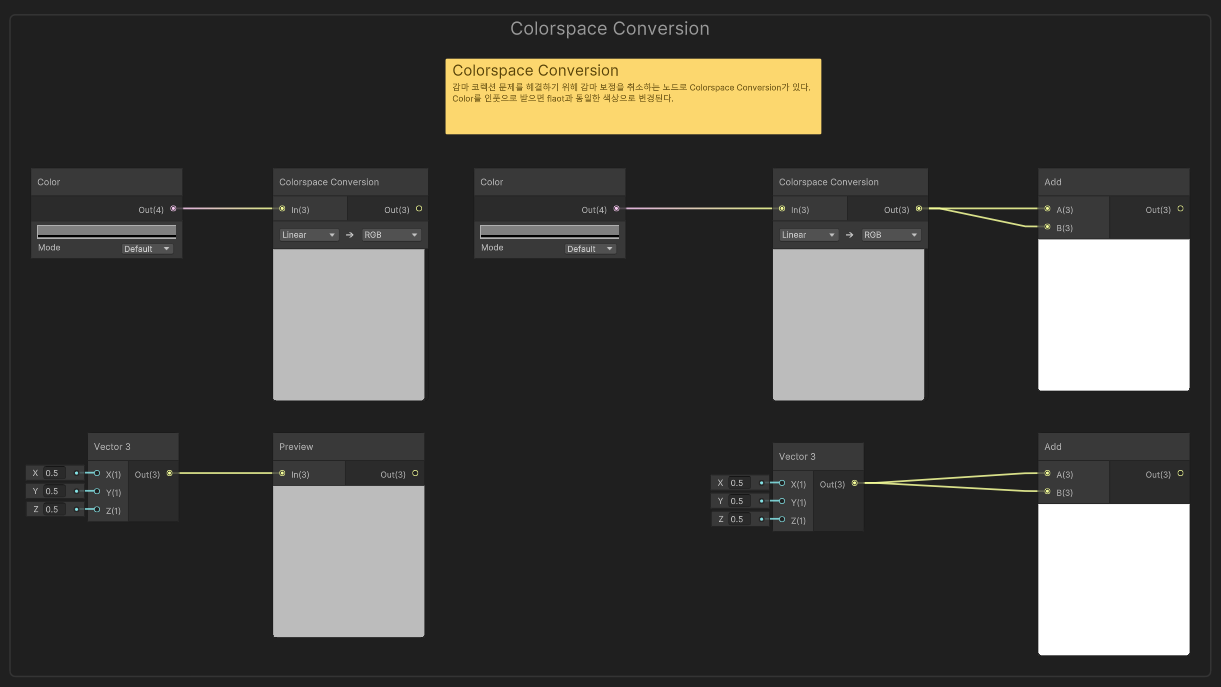 Colorspace Conversion
Colorspace Conversion
감마 코렉션 문제를 해결하기 위해 감마 보정을 취소하는 노드로 Colorspace Conversion가 있다.
Color를 인풋으로 받으면 flaot과 동일한 색상으로 변경된다.
Color
Out(4)
Mode Default
Colorspace Conversion
In(3) Out(3)
Linear RGB
Color
Out(4)
Mode Default
Colorspace Conversion
In(3) Out(3)
Linear RGB
Add
A(3) Out(3)
B(3)
Vector 3
X 0.5 X(1) Out(3)
Y 0.5 Y(1)
Z 0.5 Z(1)
Preview
In(3) Out(3)
Vector 3
X 0.5 X(1) Out(3)
Y 0.5 Y(1)
Z 0.5 Z(1)
Add
A(3) Out(3)
B(3)